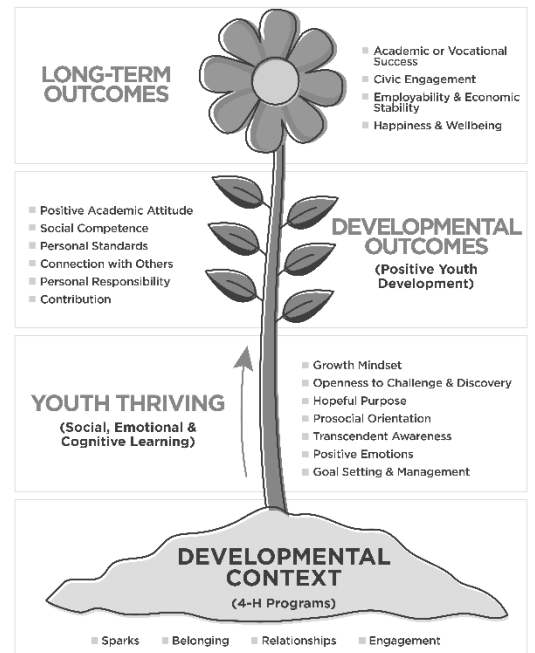 LONG-TERM
OUTCOMES
Academic or Vocational
Success
Civic Engagement
Employability & Economic
Stability
Happiness & Wellbeing
Positive Academic Attitude
Social Competence
Personal Standards
Connection with Others
Personal Responsibility
Contribution
DEVELOPMENTAL
OUTCOMES
(Positive Youth
Development)
YOUTH THRIVING
(Social, Emotional &
Cognitive Learning)
Growth Mindset
Openness to Challenge & Discovery
Hopeful Purpose
Prosocial Orientation
Transcendent Awareness
Positive Emotions
Goal Setting & Management
DEVELOPMENTAL
CONTEXT
(4-H Programs)
Sparks Belonging Relationships Engagement